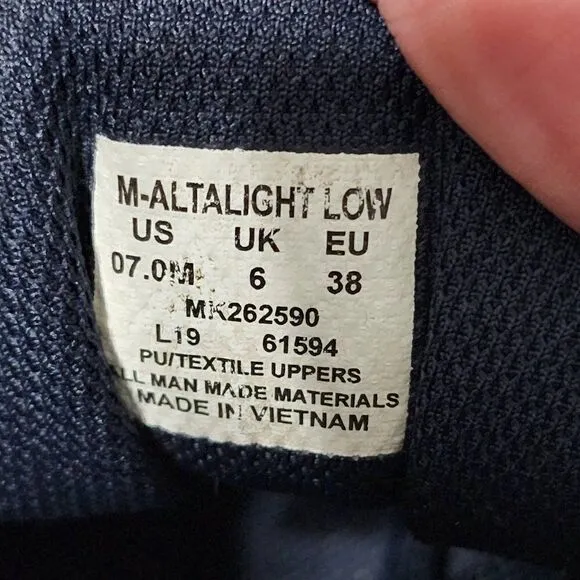 M-ALTALIGHT LOW
US UK EU
07.0M 6 38
MK262590
L19 61594
PU/TEXTILE UPPERS
ALL MAN MADE MATERIALS
MADE IN VIETNAM